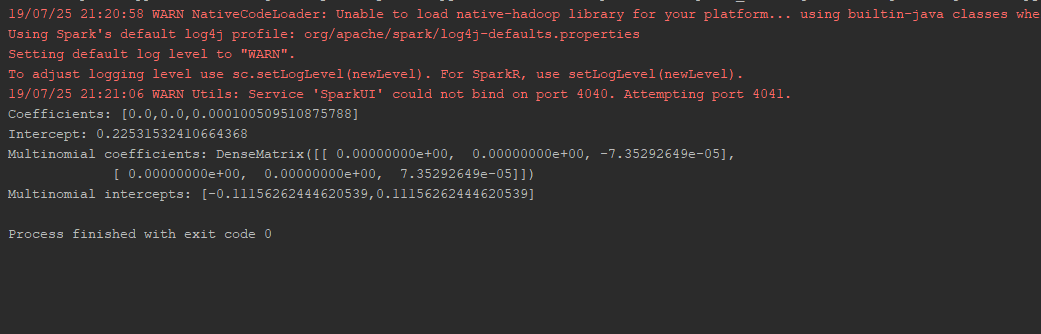 19/07/25 21:20:58 WARN NativeCodeLoader: Unable to load native-hadoop library for your platform... using builtin-java classes whe
Using Spark's default log4j profile: org/apache/spark/log4j-defaults.properties
Setting default log level to "WARN".
To adjust logging level use sc.setLogLevel(newLevel). For SparkR, use setLogLevel(newLevel).
19/07/25 21:21:06 WARN Utils: Service 'SparkUI' could not bind on port 4040. Attempting port 4041.
Coefficients: [0.0,0.0,0.000100509510875788]
Intercept: 0.22531532410664368
Multinomial coefficients: DenseMatrix([[ 0.00000000e+00,  0.00000000e+00, -7.35292649e-05],
             [ 0.00000000e+00,  0.00000000e+00,  7.35292649e-05]])
Multinomial intercepts: [-0.11156262444620539,0.11156262444620539]
Process finished with exit code 0